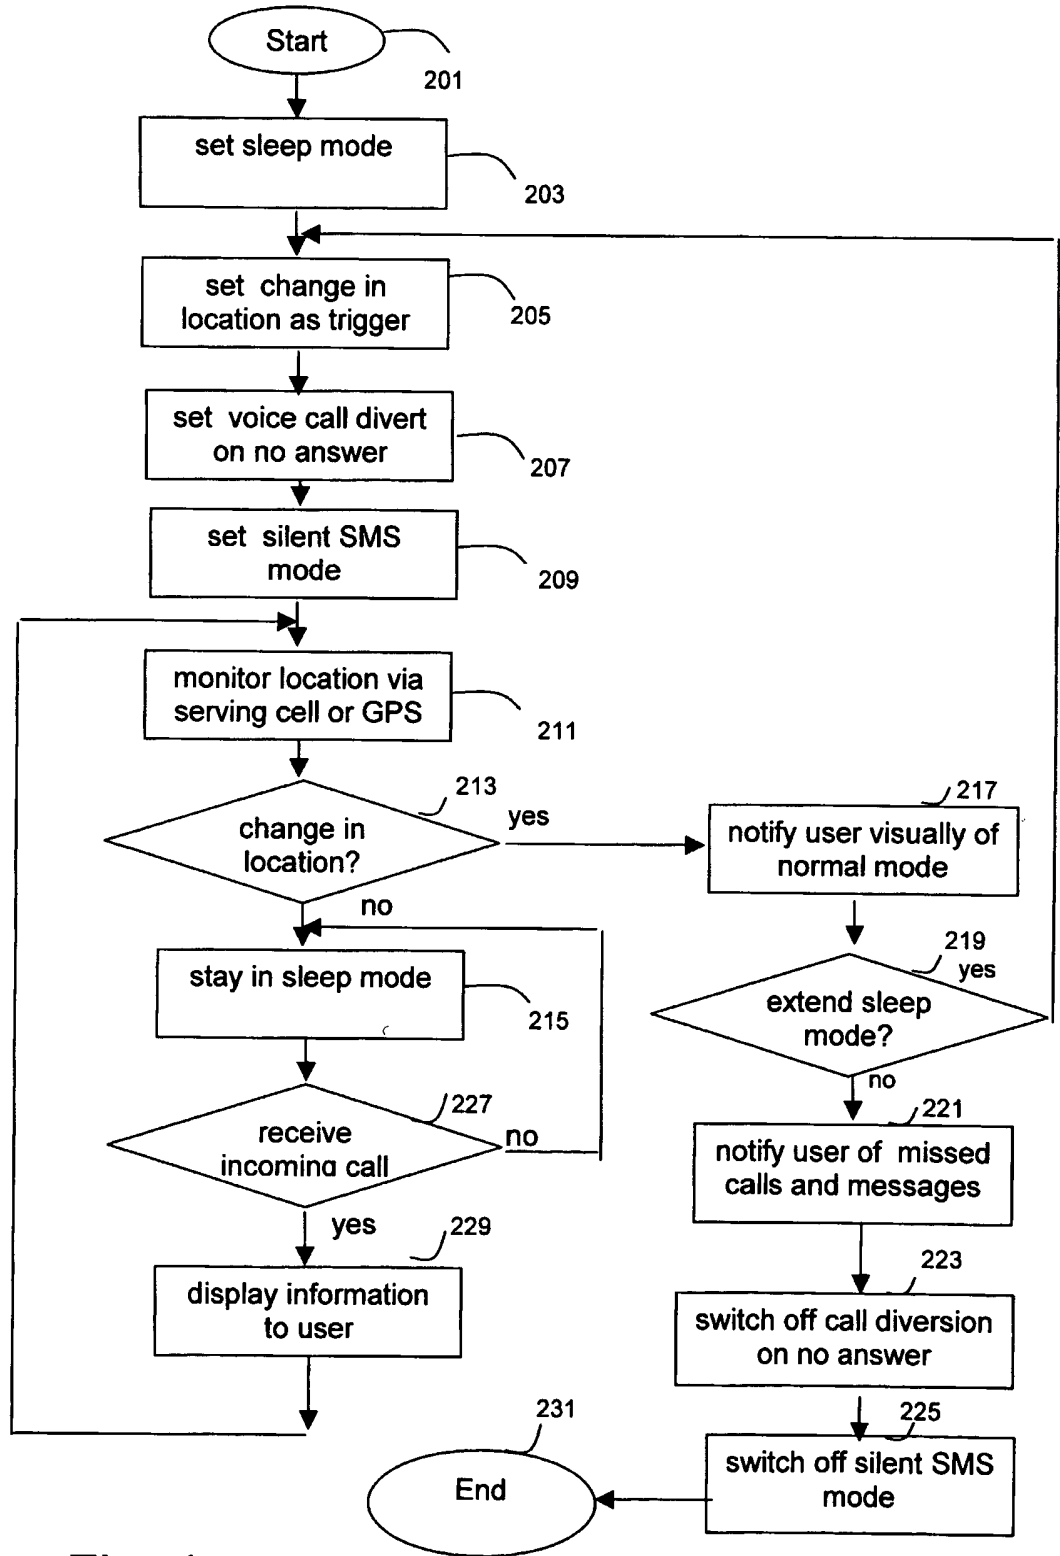 Start
201
set sleep mode
203
set change in
location as trigger
205
set voice call divert
on no answer
207
set silent SMS
mode
209
monitor location via
serving cell or GPS
211
213
change in
location?
yes
no
217
notify user visually of
normal mode
219
yes
extend sleep
mode?
no
stay in sleep mode
215
227
receive
incoming call
no
yes
221
notify user of missed
calls and messages
229
display information
to user
223
switch off call diversion
on no answer
225
switch off silent SMS
mode
231
End